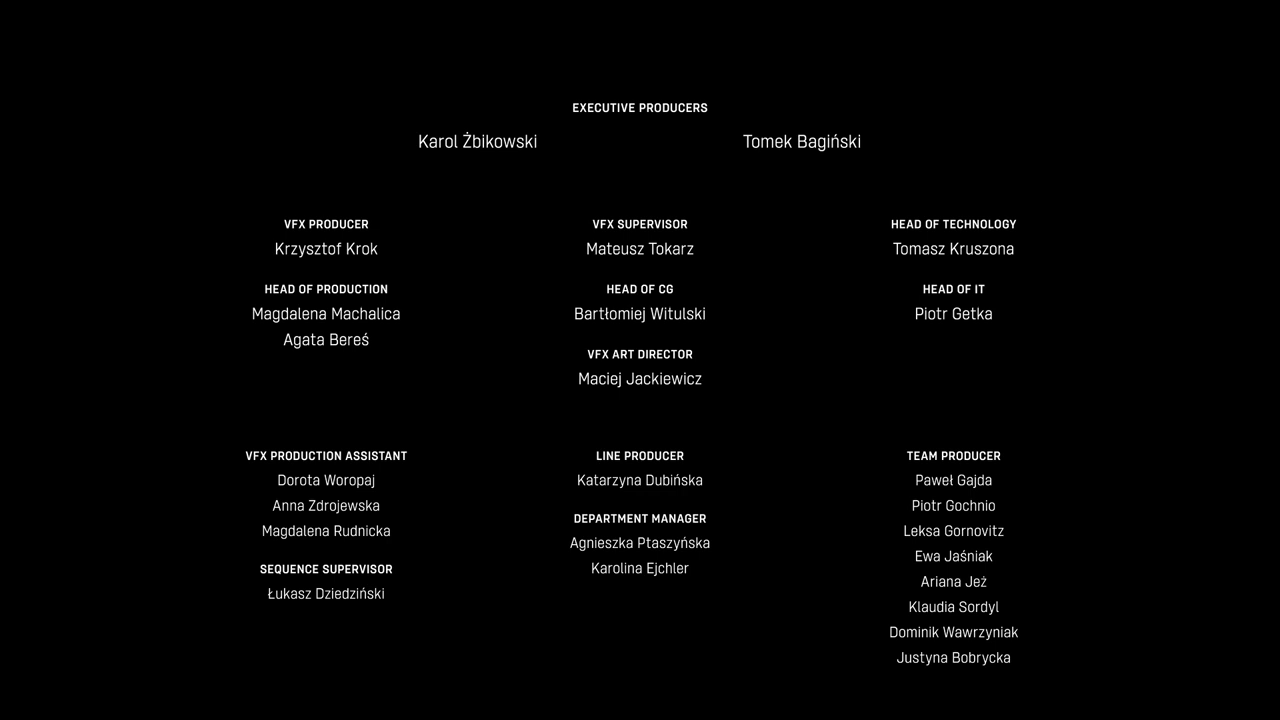 EXECUTIVE PRODUCERS
Karol Żbikowski
Tomek Bagiński
VFX PRODUCER
Krzysztof Krok
HEAD OF PRODUCTION
Magdalena Machalica
Agata Bereś
VFX SUPERVISOR
Mateusz Tokarz
HEAD OF CG
Bartłomiej Witulski
VFX ART DIRECTOR
Maciej Jackiewicz
HEAD OF TECHNOLOGY
Tomasz Kruszona
HEAD OF IT
Piotr Getka
VFX PRODUCTION ASSISTANT
Dorota Woropaj
Anna Zdrojewska
Magdalena Rudnicka
SEQUENCE SUPERVISOR
Łukasz Dziedziński
LINE PRODUCER
Katarzyna Dubińska
DEPARTMENT MANAGER
Agnieszka Ptaszyńska
Karolina Ejchler
TEAM PRODUCER
Paweł Gajda
Piotr Gochnio
Leksa Gornovitz
Ewa Jaśniak
Ariana Jeż
Klaudia Sordyl
Dominik Wawrzyniak
Justyna Bobrycka